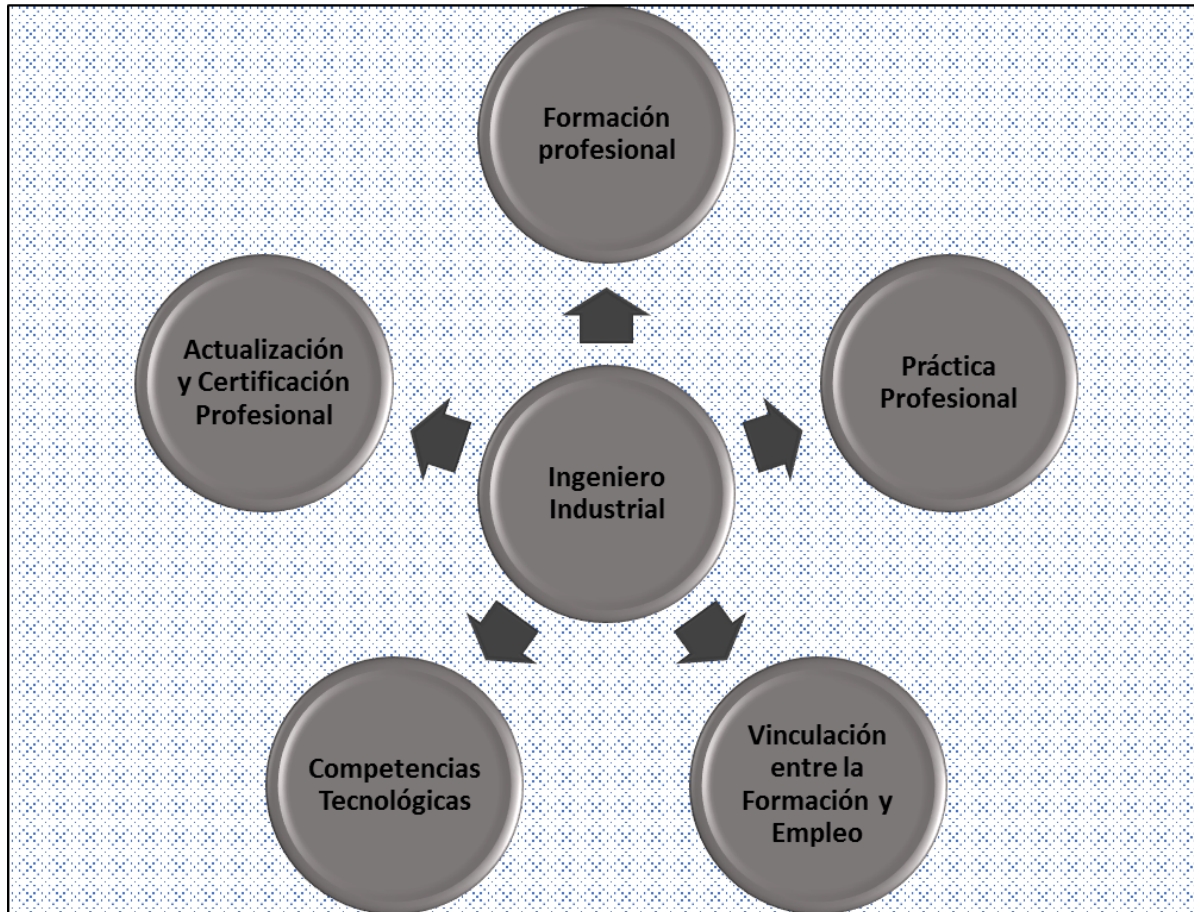 Formación
profesional
Actualización
y Certificación
Profesional
Práctica
Profesional
Ingeniero
Industrial
Competencias
Tecnológicas
Vinculación
entre la
Formación y
Empleo